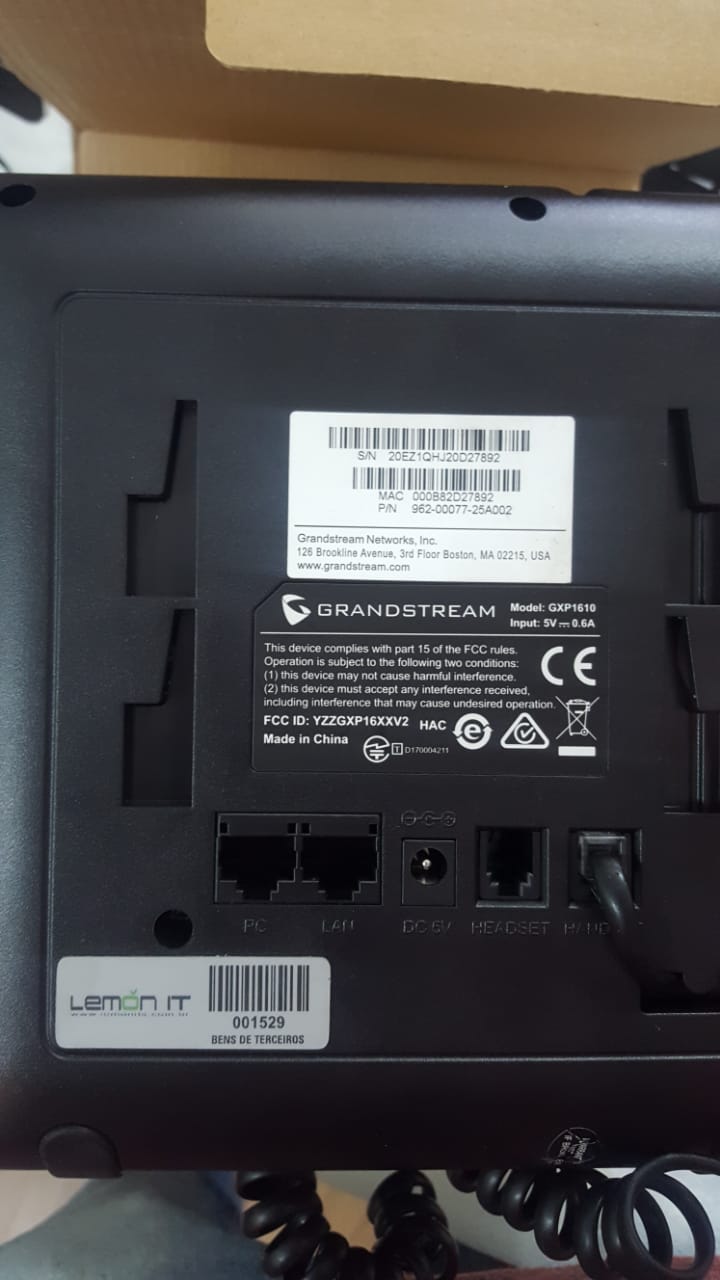 S/N 20EZ1QHJ20D27892
MAC 000B82D27892
P/N 962-00077-25A002
Grandstream Networks, Inc.
126 Brookline Avenue, 3rd Floor Boston, MA 02215, USA
www.grandstream.com
GRANDSTREAM
Model: GXP1610
Input: 5V ⎓ 0.6A
This device complies with part 15 of the FCC rules.
Operation is subject to the following two conditions:
(1) this device may not cause harmful interference.
(2) this device must accept any interference received,
including interference that may cause undesired operation.
CE
FCC ID: YZZGXP16XXV2 HAC
Made in China
T D170004211
PC LAN DC 5V HEADSET
LEMON IT
001529
BENS DE TERCEIROS